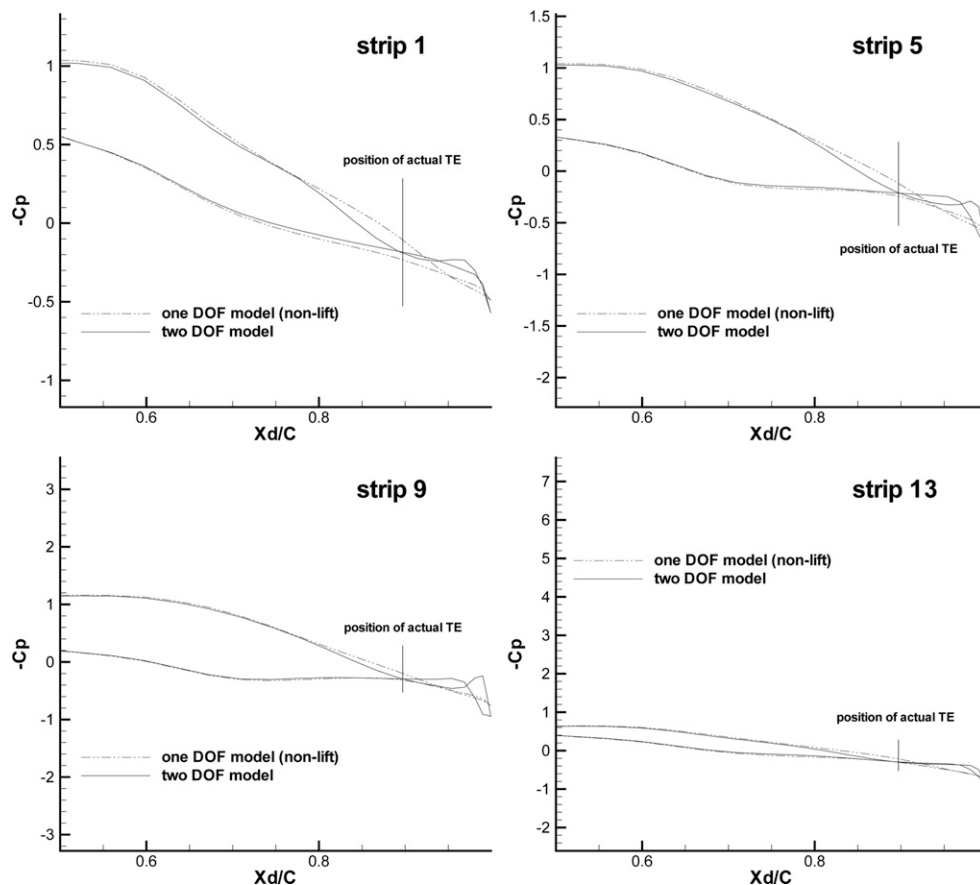 strip 1
1
0.5
0
-0.5
-1
-Cp
position of actual TE
one DOF model (non-lift)
two DOF model
0.6
0.8
Xd/C
strip 5
1.5
1
0.5
0
-0.5
-1
-1.5
-2
-Cp
position of actual TE
one DOF model (non-lift)
two DOF model
0.6
0.8
Xd/C
strip 9
3
2
1
0
-1
-2
-3
-Cp
position of actual TE
one DOF model (non-lift)
two DOF model
0.6
0.8
Xd/C
strip 13
7
6
5
4
3
2
1
0
-1
-2
-Cp
one DOF model (non-lift)
two DOF model
position of actual TE
0.6
0.8
Xd/C